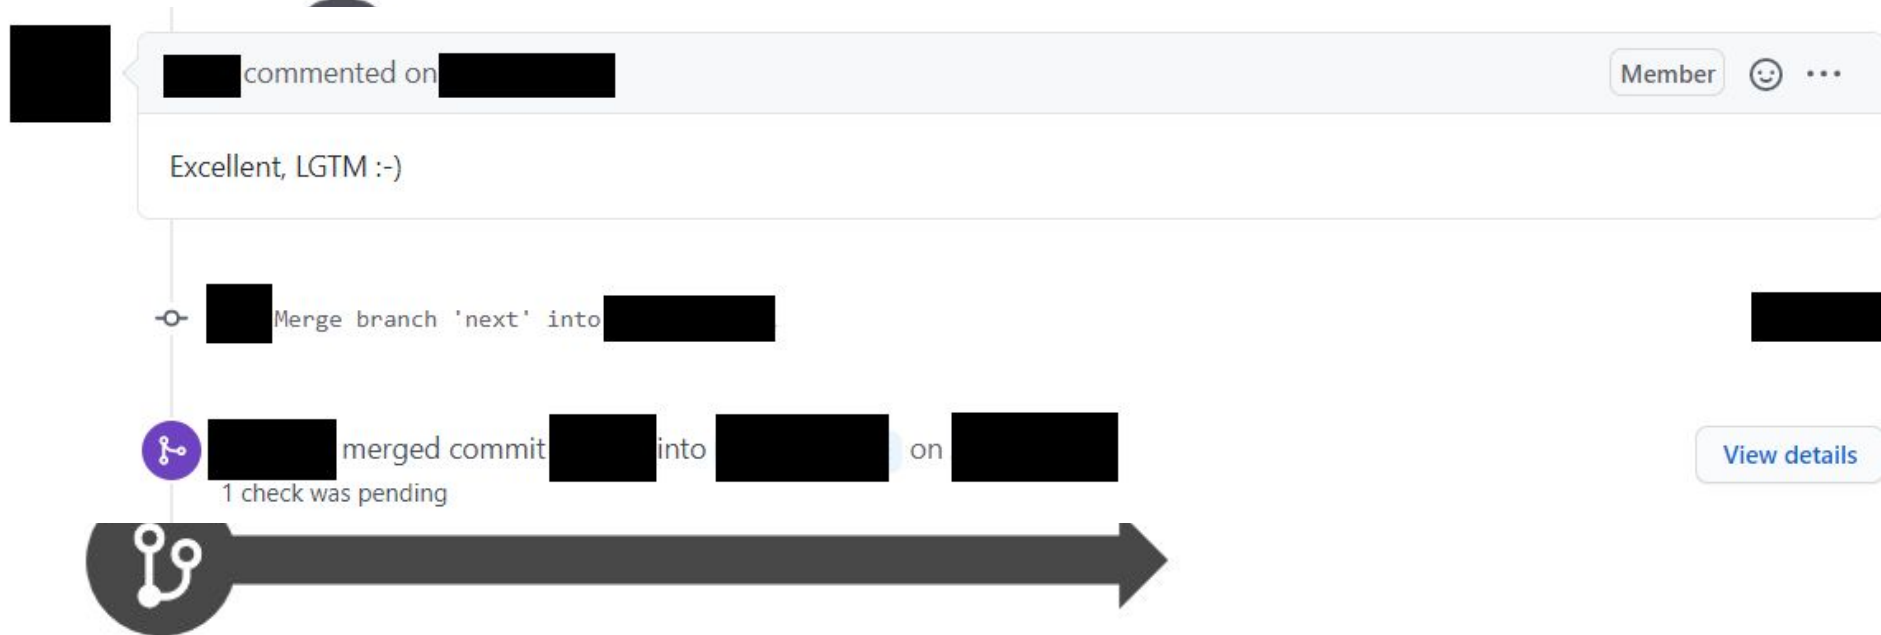 commented on
Member
Excellent, LGTM :-)
Merge branch 'next' into
merged commit into on
View details
1 check was pending